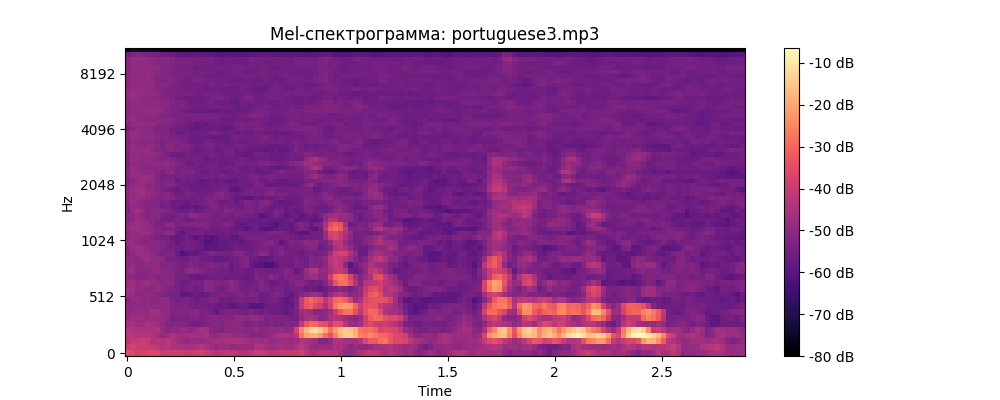 Mel-спектрограмма: portuguese3.mp3
8192
4096
2048
1024
512
0
Hz
0
0.5
1
1.5
2
2.5
Time
-10 dB
-20 dB
-30 dB
-40 dB
-50 dB
-60 dB
-70 dB
-80 dB